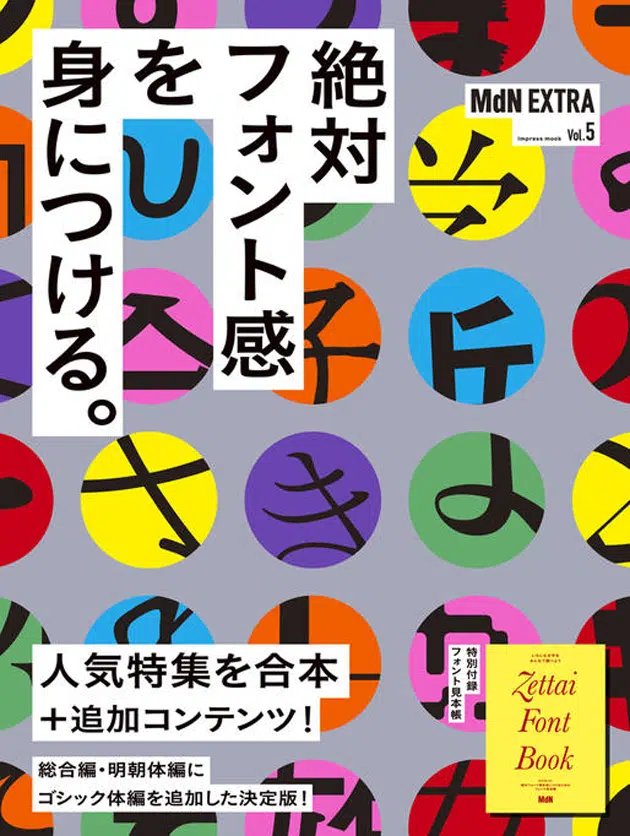 絶対
フォント感
を
身につける。
MdN EXTRA
impress mook Vol.5
人気特集を合本
+追加コンテンツ!
総合編・明朝体編に
ゴシック体編を追加した決定版!
特別付録
フォント見本帳
Zettai
Font
Book
MdN